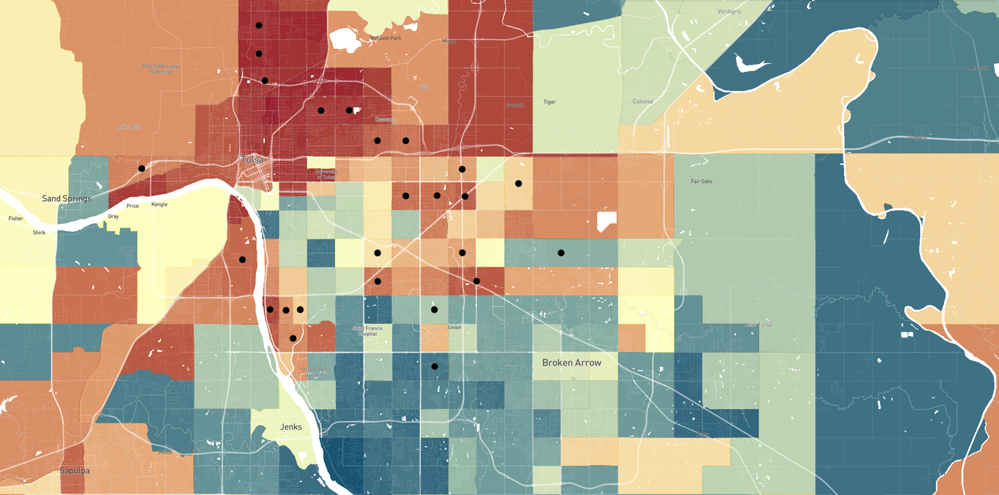 Verdigris
Mohawk Park
Mingo
POSTOAK Lodge
& Retreat
McFarlin
TUL
Catoosa
Tiger
Garnett
Dawson
Lake Hill
Gregory
Tulsa
University
of Tulsa
Fair Oaks
Sand Springs
Price
Kengle
Gray
Fisher
Shirk
New Tulsa
Union
Saint Francis
Hospital
Broken Arrow
Oral Roberts
University
Jenks
Hilton
Sapulpa